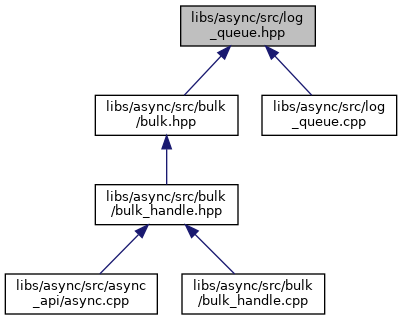 libs/async/src/log
_queue.hpp
libs/async/src/bulk
/bulk.hpp
libs/async/src/log
_queue.cpp
libs/async/src/bulk
/bulk_handle.hpp
libs/async/src/async
_api/async.cpp
libs/async/src/bulk
/bulk_handle.cpp